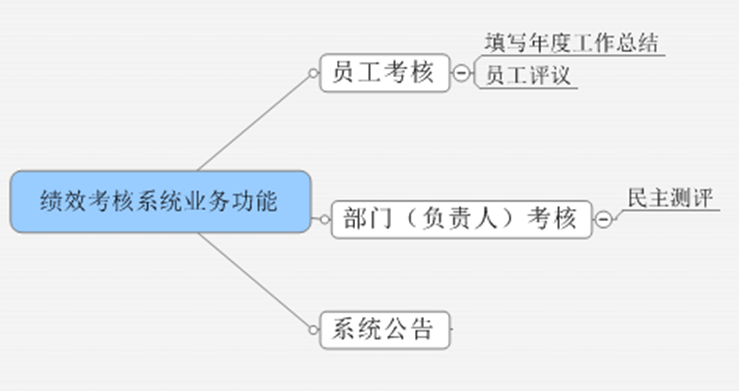 填写年度工作总结
员工考核
员工评议
绩效考核系统业务功能
民主测评
部门（负责人）考核
系统公告